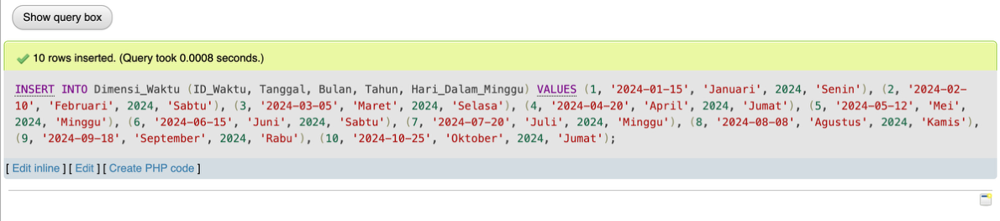 Show query box
10 rows inserted. (Query took 0.0008 seconds.)
INSERT INTO Dimensi_Waktu (ID_Waktu, Tanggal, Bulan, Tahun, Hari_Dalam_Minggu) VALUES (1, '2024-01-15', 'Januari', 2024, 'Senin'), (2, '2024-02-
10', 'Februari', 2024, 'Sabtu'), (3, '2024-03-05', 'Maret', 2024, 'Selasa'), (4, '2024-04-20', 'April', 2024, 'Jumat'), (5, '2024-05-12', 'Mei',
2024, 'Minggu'), (6, '2024-06-15', 'Juni', 2024, 'Sabtu'), (7, '2024-07-20', 'Juli', 2024, 'Minggu'), (8, '2024-08-08', 'Agustus', 2024, 'Kamis'),
(9, '2024-09-18', 'September', 2024, 'Rabu'), (10, '2024-10-25', 'Oktober', 2024, 'Jumat');
[ Edit inline ] [ Edit ] [ Create PHP code ]